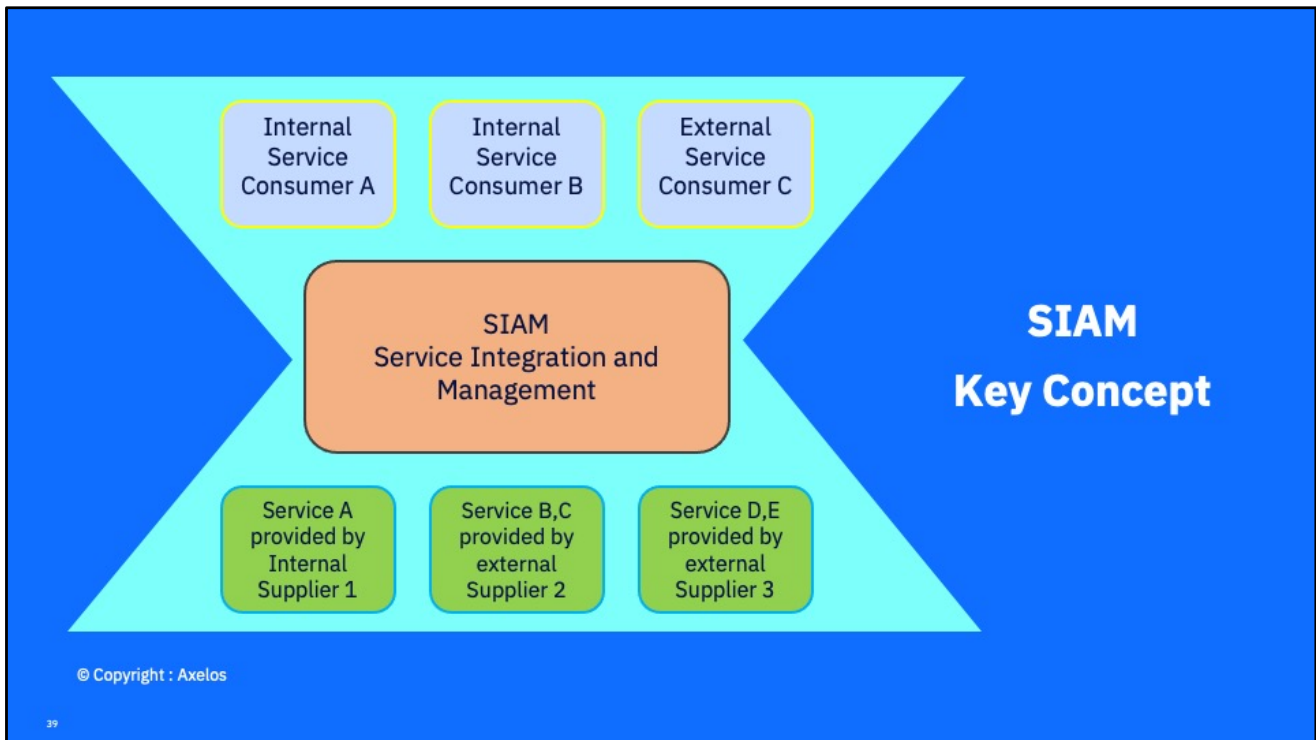 Internal
Service
Consumer A
Internal
Service
Consumer B
External
Service
Consumer C
SIAM
Service Integration and
Management
SIAM
Key Concept
Service A
provided by
Internal
Supplier 1
Service B,C
provided by
external
Supplier 2
Service D,E
provided by
external
Supplier 3
© Copyright : Axelos
39